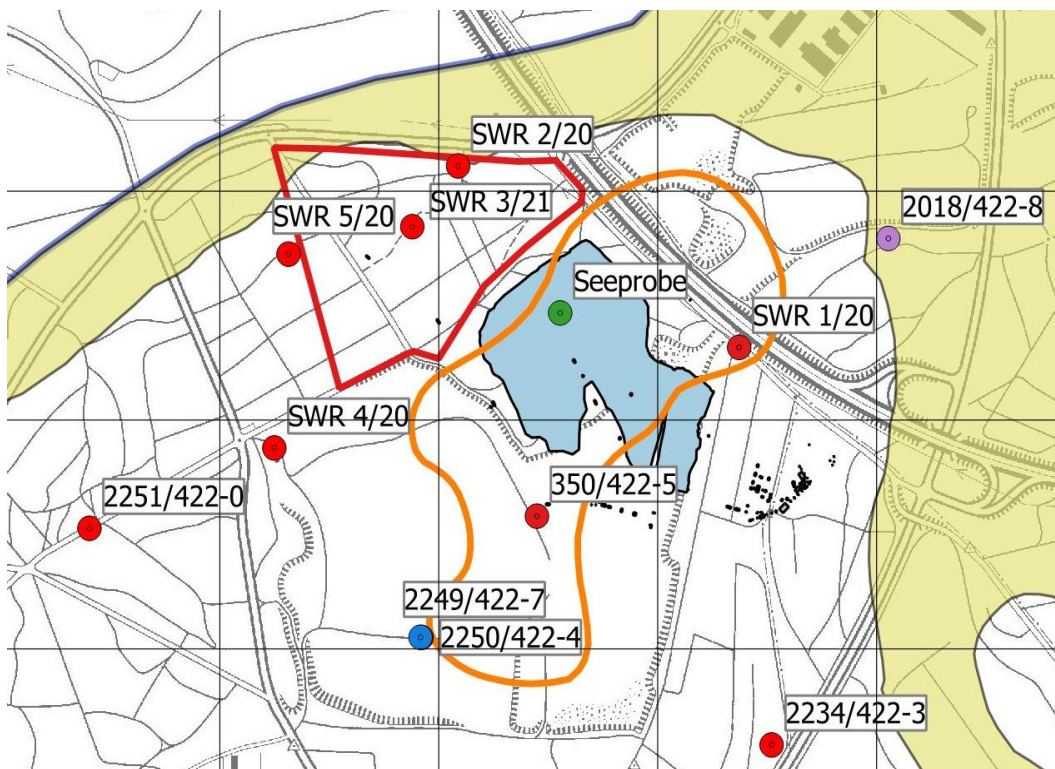 SWR 2/20
SWR 3/21
SWR 5/20
2018/422-8
Seeprobe
SWR 1/20
SWR 4/20
2251/422-0
350/422-5
2249/422-7
2250/422-4
2234/422-3